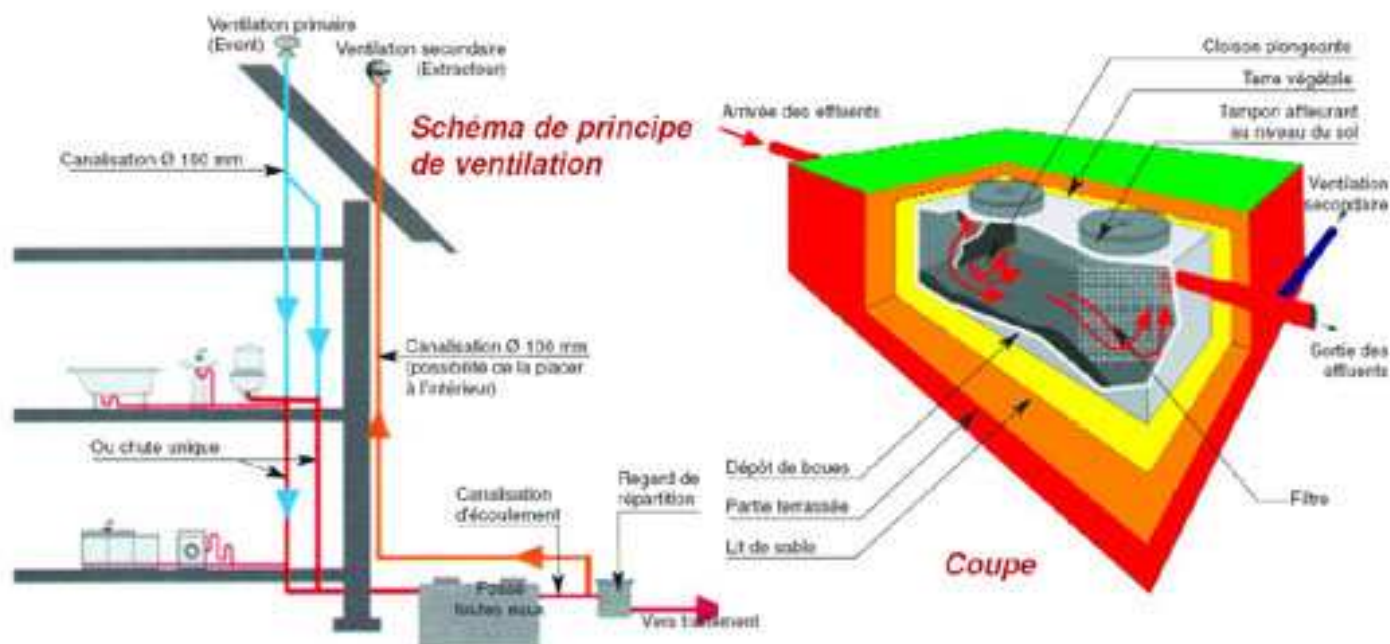 Ventilation primaire
(Event)
Ventilation secondaire
(Extracteur)
Schéma de principe
de ventilation
Canalisation Ø 100 mm
Canalisation Ø 100 mm
(possibilité de la placer
à l'intérieur)
Ou chute unique
Canalisation
d'écoulement
Regard de
répartition
Fosse
toutes eaux
Vers traitement
Cloison plongeante
Terre végétale
Tampon affleurant
au niveau du sol
Arrivée des effluents
Ventilation
secondaire
Sortie des
effluents
Dépôt de boues
Partie terrassée
Lit de sable
Filtre
Coupe